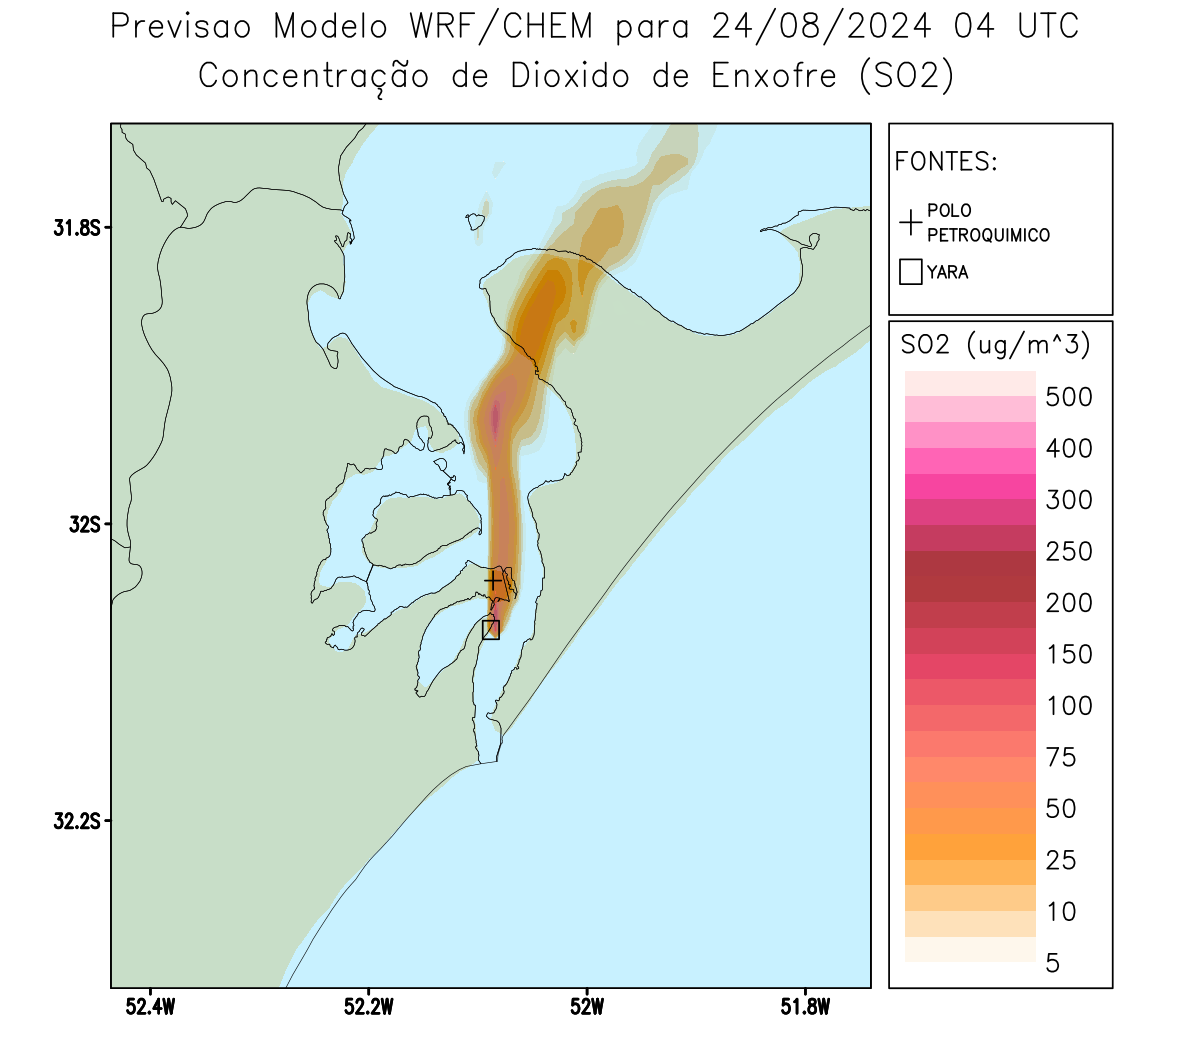 Previsao Modelo WRF/CHEM para 24/08/2024 04 UTC
Concentração de Dioxido de Enxofre (SO2)
FONTES:
POLO
PETROQUIMICO
YARA
SO2 (ug/m^3)
500
400
300
250
200
150
100
75
50
25
10
5
31.8S
32S
32.2S
52.4W
52.2W
52W
51.8W